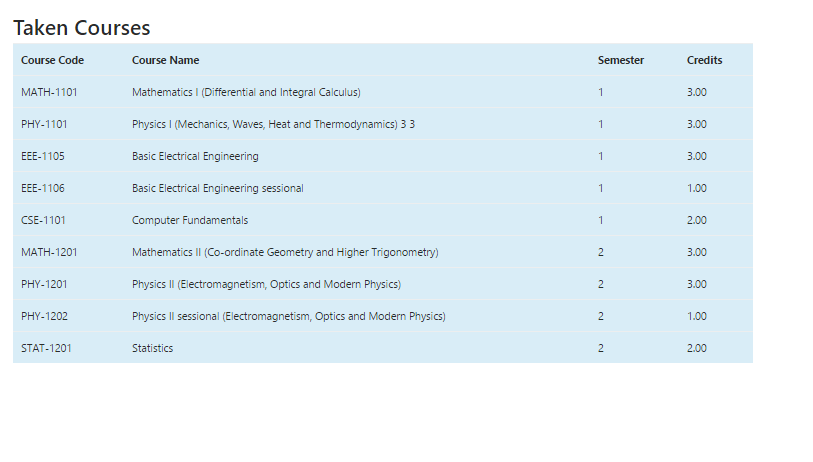 Taken Courses
Course Code Course Name Semester Credits
MATH-1101 Mathematics I (Differential and Integral Calculus) 1 3.00
PHY-1101 Physics I (Mechanics, Waves, Heat and Thermodynamics) 3 3 1 3.00
EEE-1105 Basic Electrical Engineering 1 3.00
EEE-1106 Basic Electrical Engineering sessional 1 1.00
CSE-1101 Computer Fundamentals 1 2.00
MATH-1201 Mathematics II (Co-ordinate Geometry and Higher Trigonometry) 2 3.00
PHY-1201 Physics II (Electromagnetism, Optics and Modern Physics) 2 3.00
PHY-1202 Physics II sessional (Electromagnetism, Optics and Modern Physics) 2 1.00
STAT-1201 Statistics 2 2.00